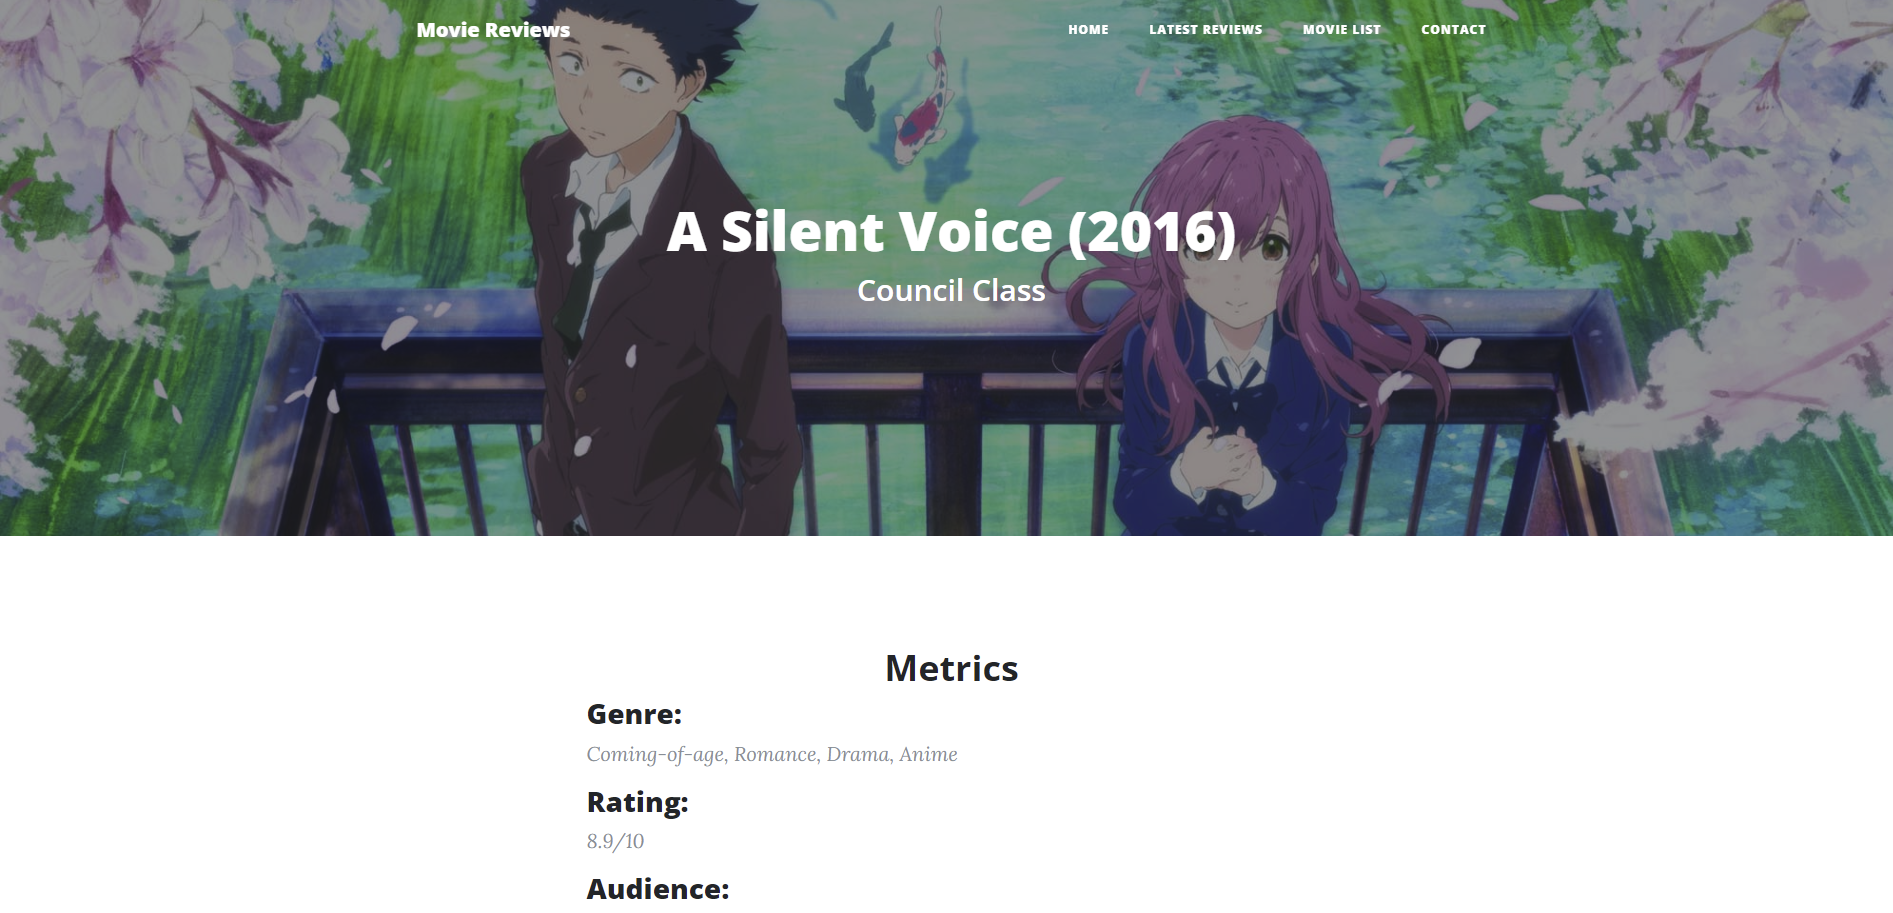 Movie Reviews
HOME LATEST REVIEWS MOVIE LIST CONTACT
A Silent Voice (2016)
Council Class
Metrics
Genre:
Coming-of-age, Romance, Drama, Anime
Rating:
8.9/10
Audience: